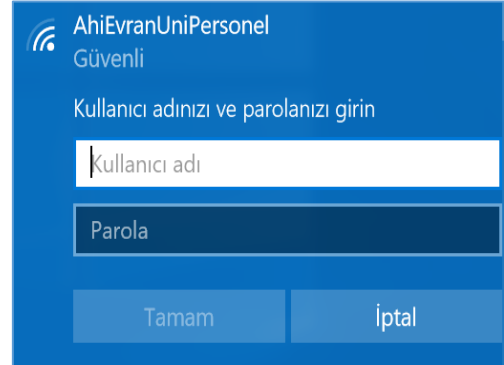 AhiEvranUniPersonel
Güvenli
Kullanıcı adınızı ve parolanızı girin
Kullanıcı adı
Parola
Tamam İptal